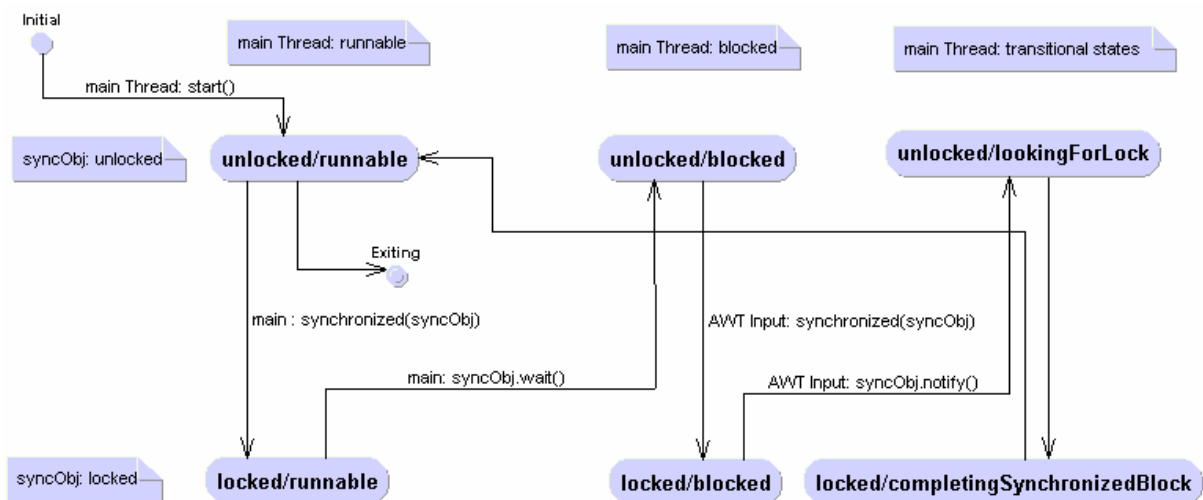 Initial
main Thread: runnable
main Thread: blocked
main Thread: transitional states
main Thread: start()
syncObj: unlocked
unlocked/runnable
unlocked/blocked
unlocked/lookingForLock
Exiting
main : synchronized(syncObj)
AWT Input: synchronized(syncObj)
main: syncObj.wait()
AWT Input: syncObj.notify()
syncObj: locked
locked/runnable
locked/blocked
locked/completingSynchronizedBlock